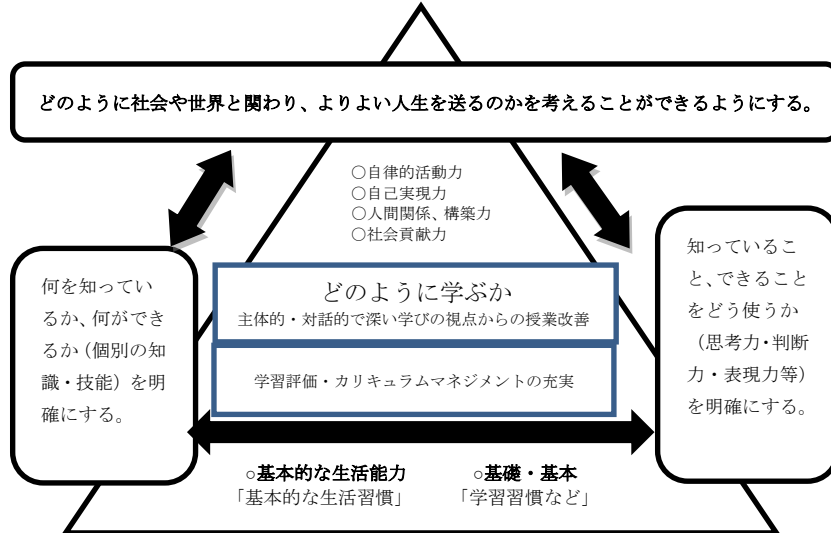 どのように社会や世界と関わり、よりよい人生を送るのかを考えることができるようにする。
○自律的活動力
○自己実現力
○人間関係、構築力
○社会貢献力
何を知ってい
るか、何ができ
るか（個別の知
識・技能）を明
確にする。
どのように学ぶか
主体的・対話的で深い学びの視点からの授業改善
学習評価・カリキュラムマネジメントの充実
知っているこ
と、できること
をどう使うか
（思考力・判断
力・表現力等）
を明確にする。
○基本的な生活能力
「基本的な生活習慣」
○基礎・基本
「学習習慣など」